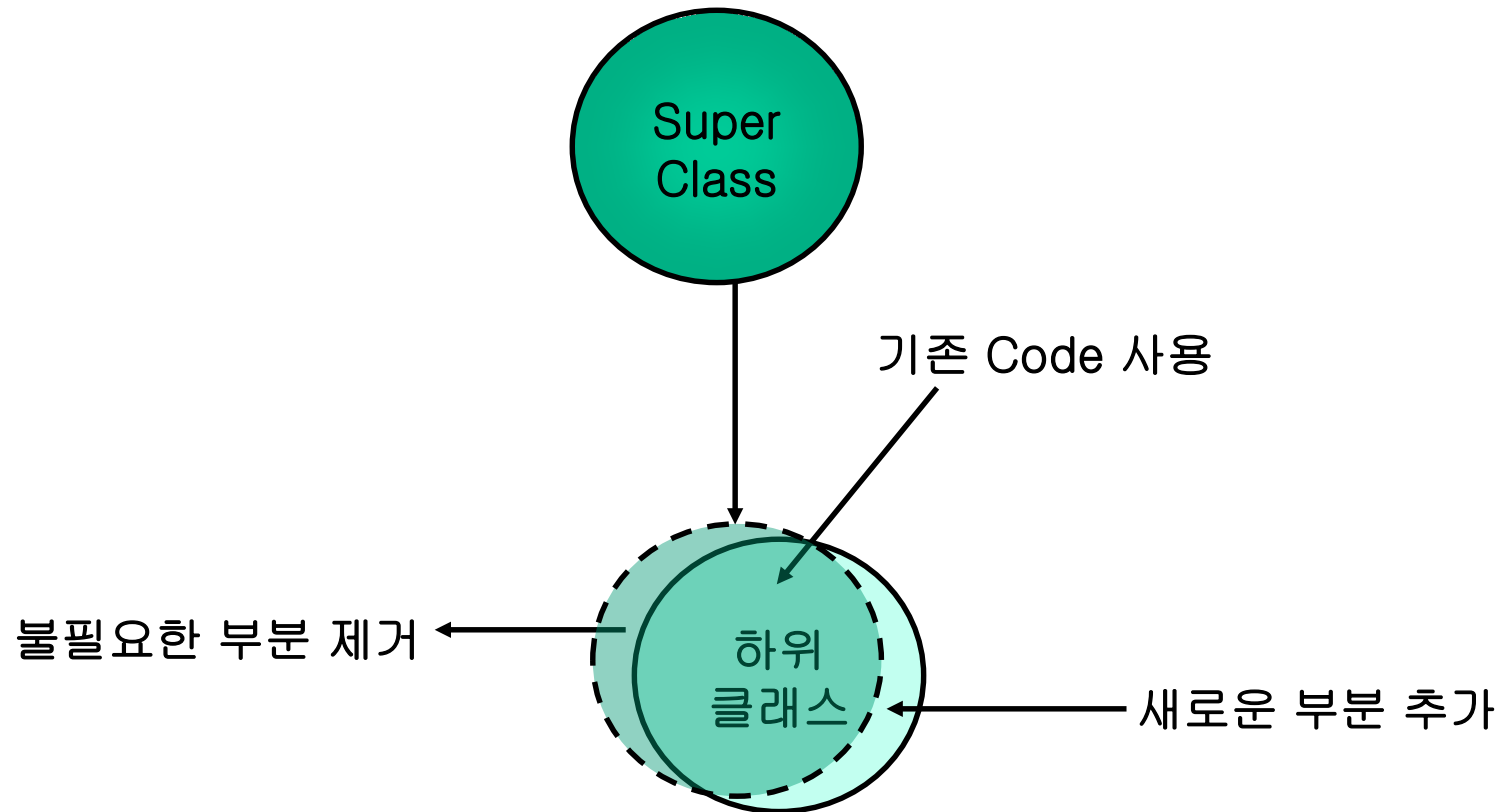 Super
Class
기존 Code 사용
불필요한 부분 제거
하위
클래스
새로운 부분 추가